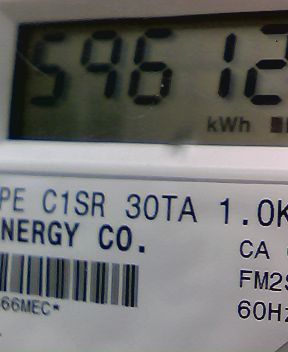 59612
kWh
PE C1SR 30TA 1.0K
NERGY CO.
CA
FM2S
66MEC*
60Hz